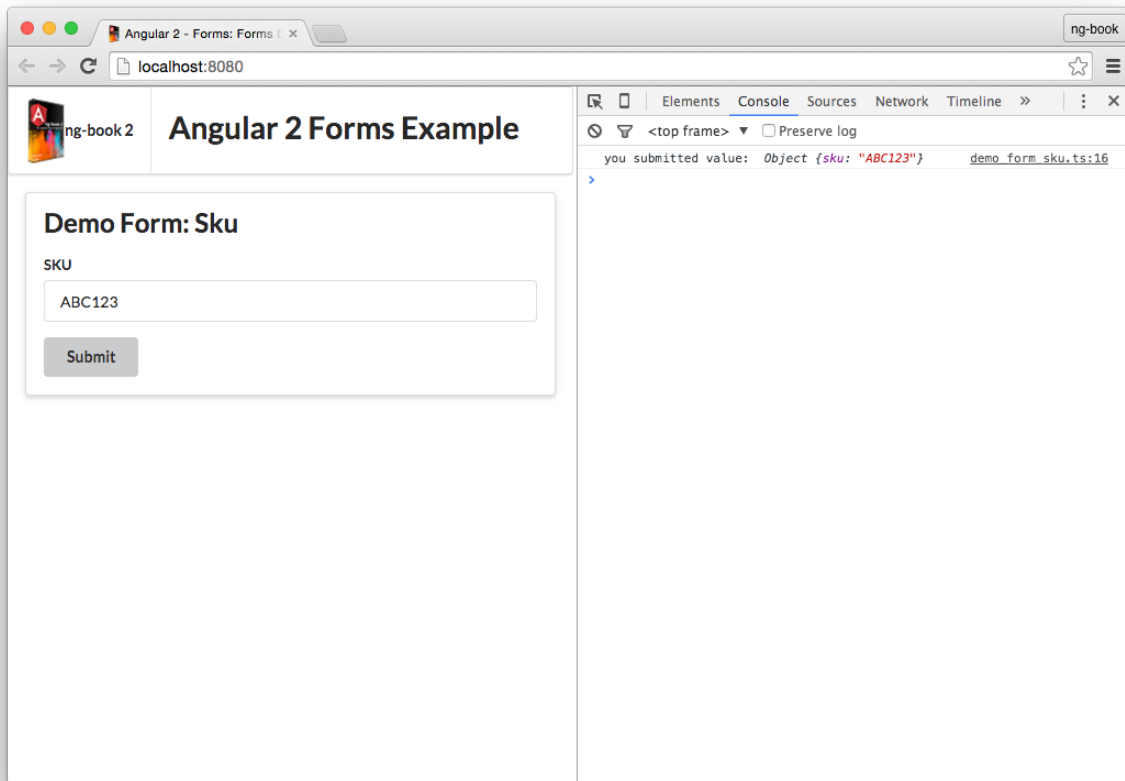 Angular 2 - Forms: Forms
ng-book
localhost:8080
ng-book 2
Angular 2 Forms Example
Elements Console Sources Network Timeline »
<top frame> ▼ Preserve log
you submitted value: Object {sku: "ABC123"} demo_form_sku.ts:16
>
Demo Form: Sku
SKU
ABC123
Submit